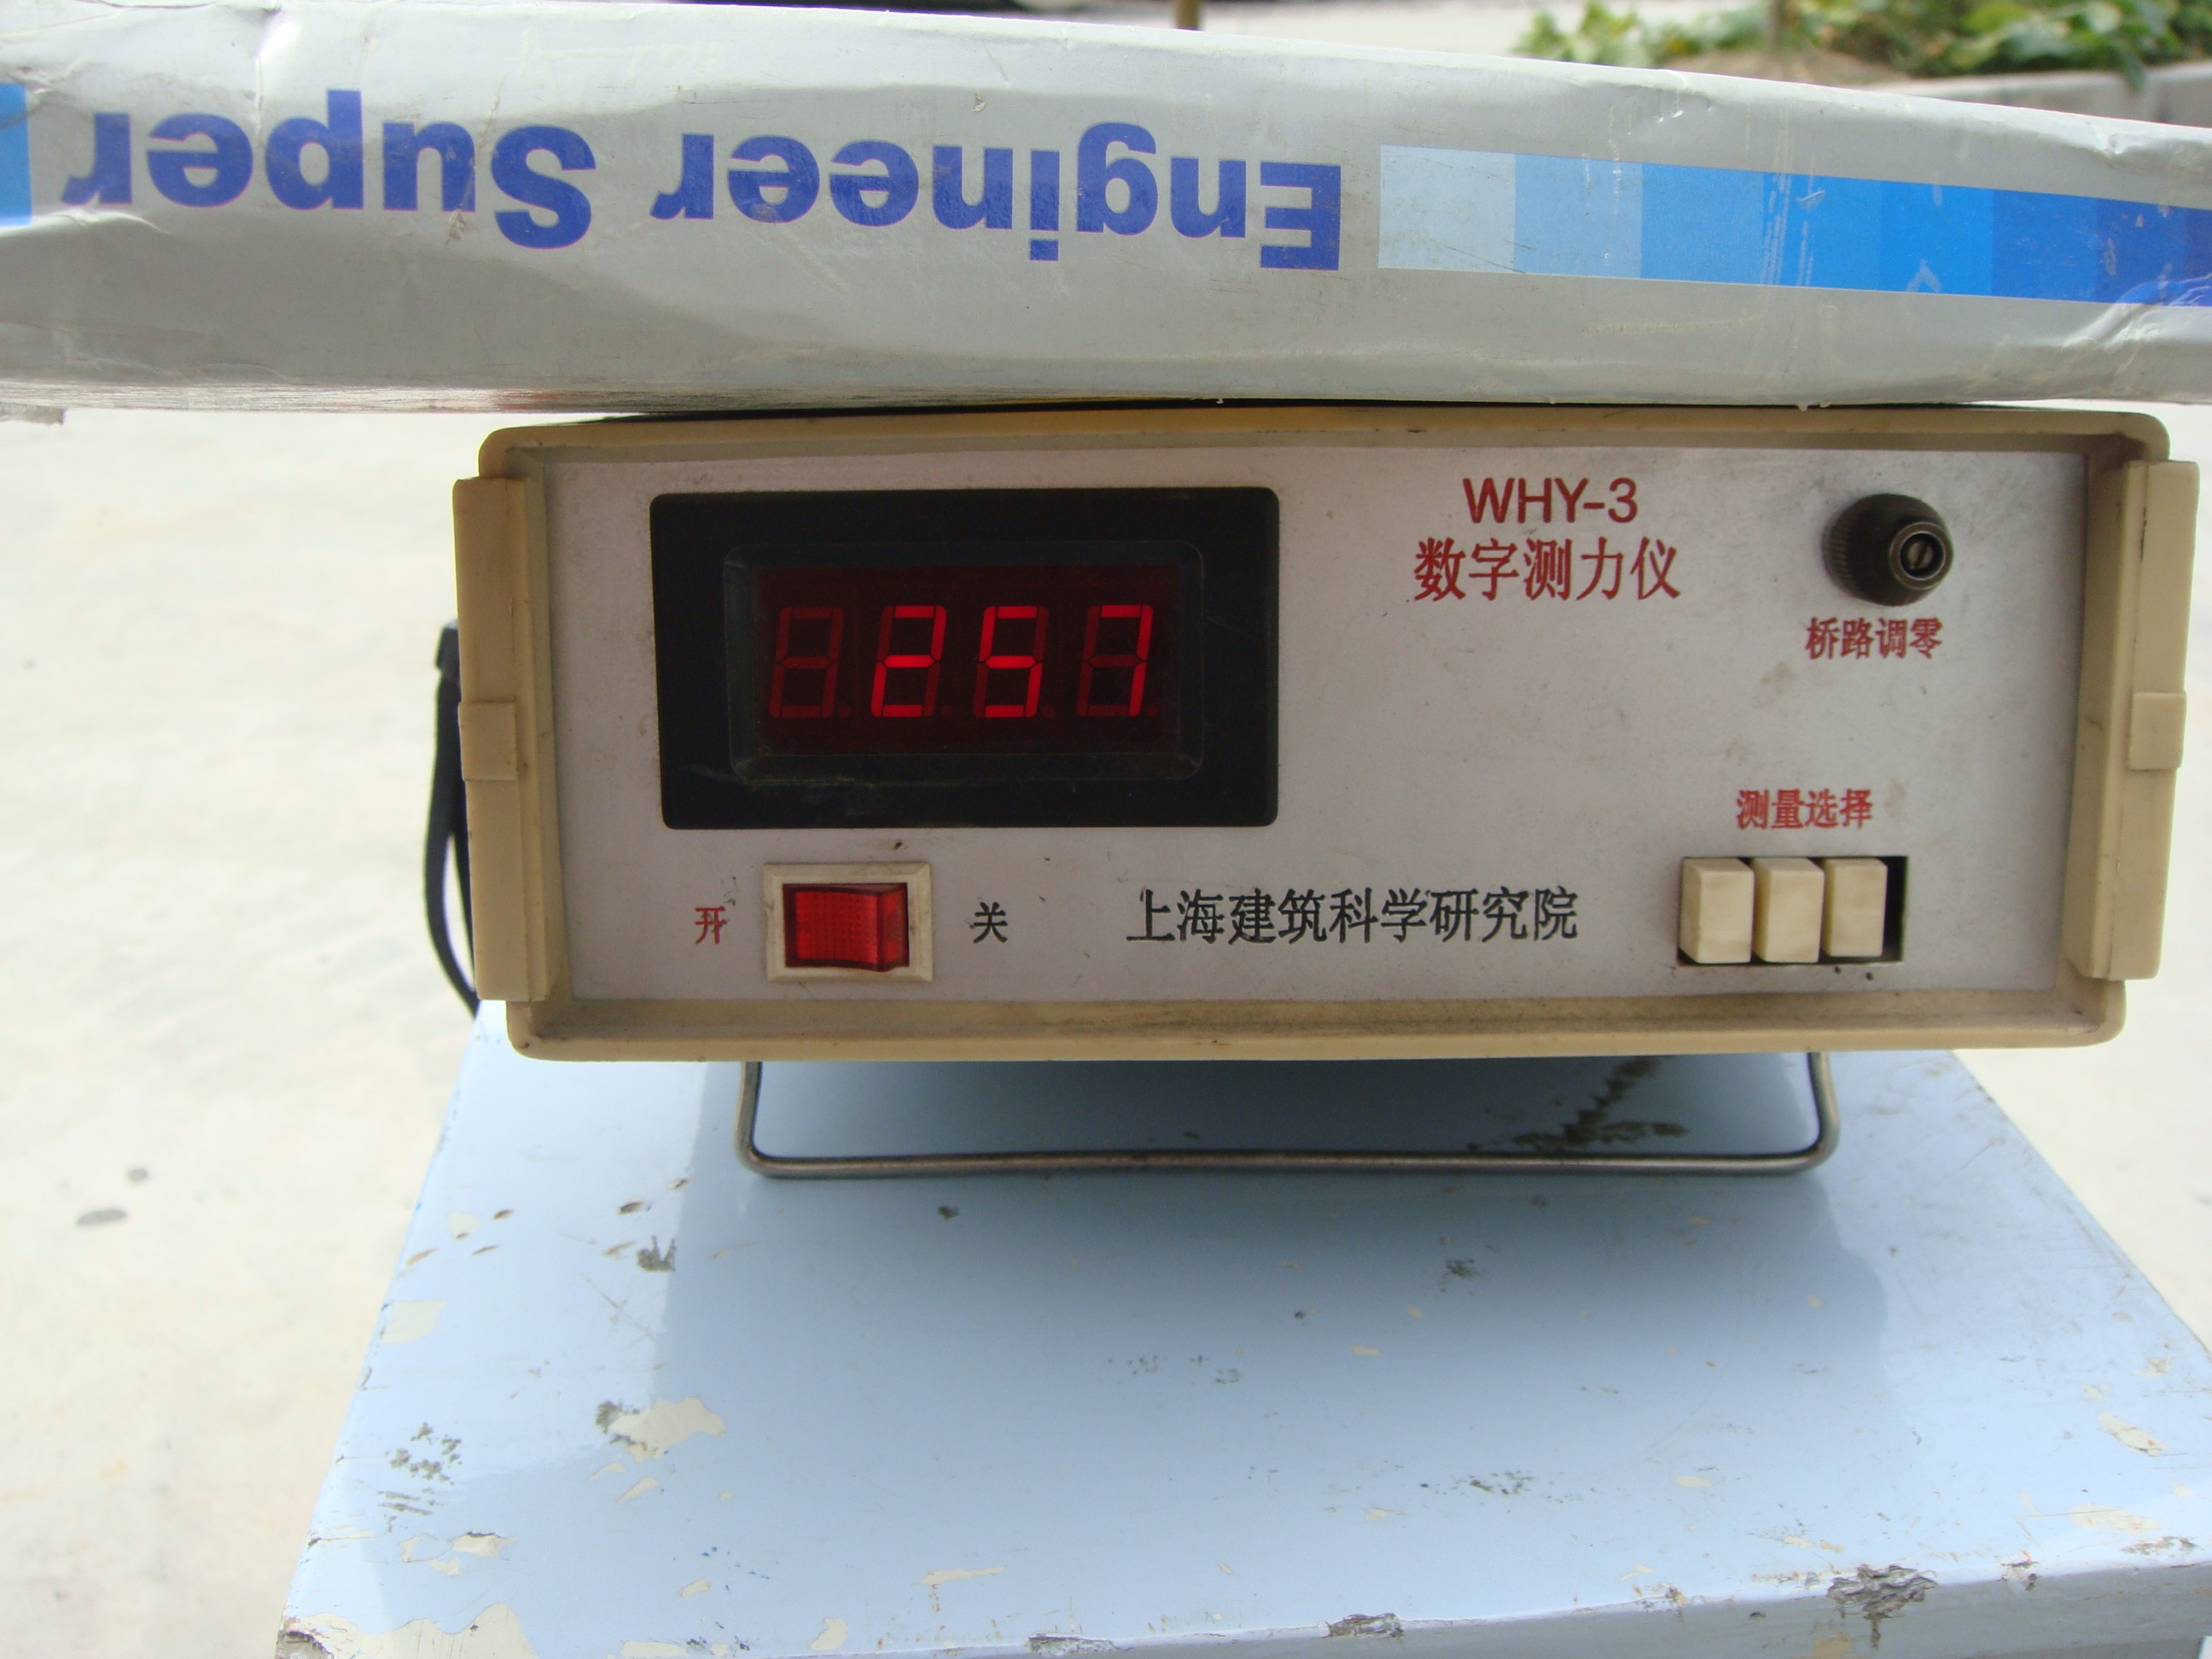 Engineer Super
WHY-3
数字测力仪
257
桥路调零
测量选择
开
关
上海建筑科学研究院